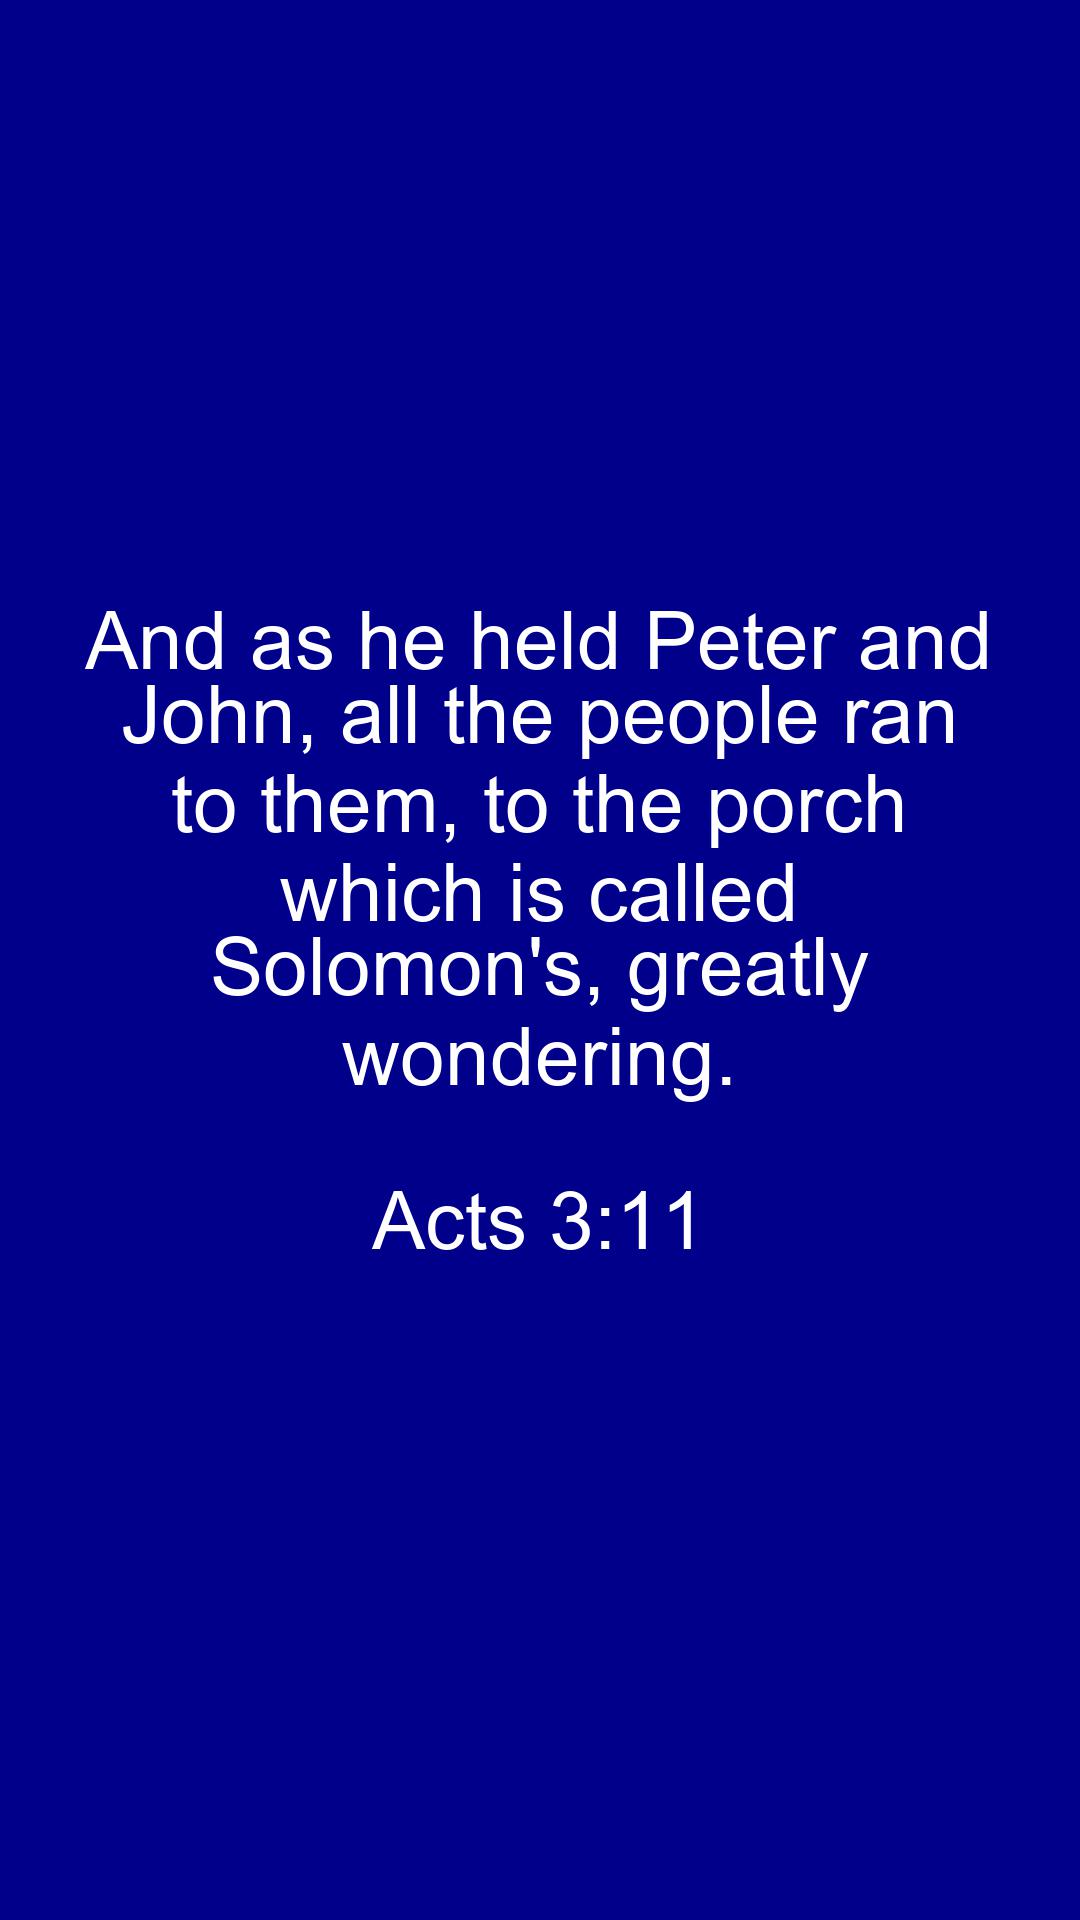 And as he held Peter and
John, all the people ran
to them, to the porch
which is called
Solomon's, greatly
wondering.
Acts 3:11